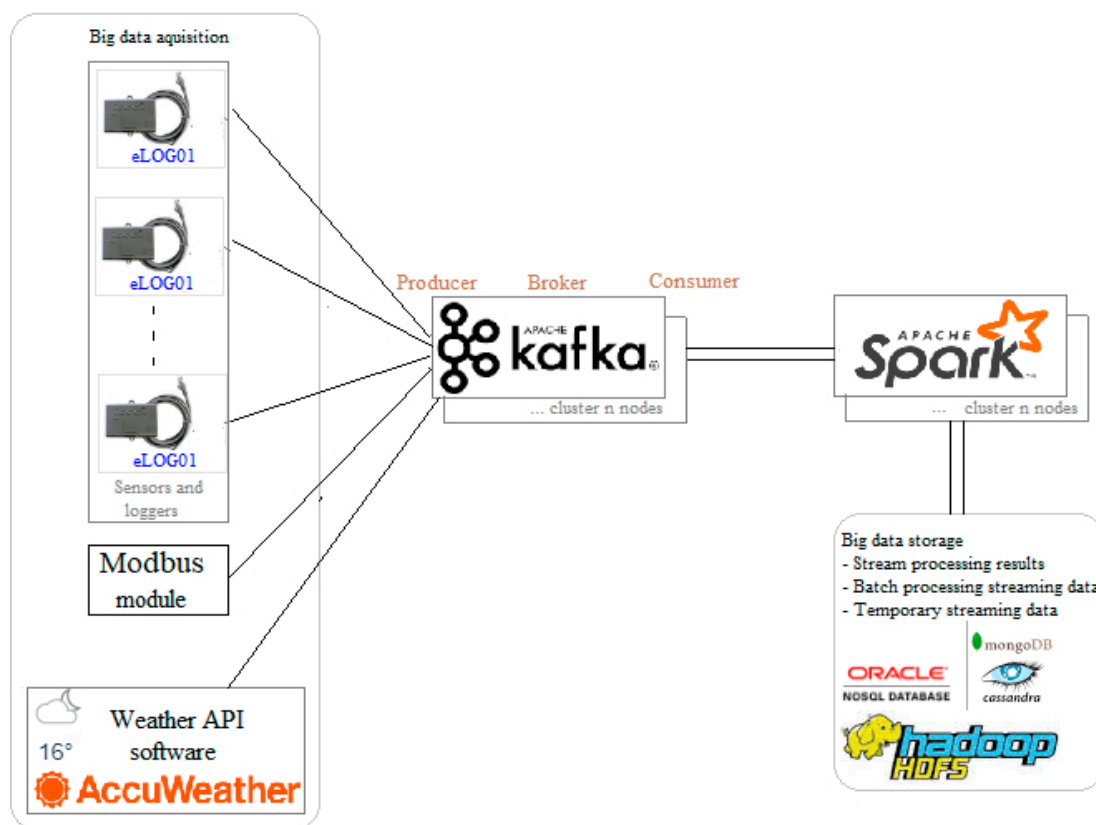 Big data aquisition
eLOG01
eLOG01
eLOG01
Sensors and
loggers
Modbus
module
Weather API
software
16°
AccuWeather
Producer Broker Consumer
APACHE
kafka®
... cluster n nodes
APACHE
Spark™
... cluster n nodes
Big data storage
- Stream processing results
- Batch processing streaming data
- Temporary streaming data
mongoDB
ORACLE®
NOSQL DATABASE
cassandra
hadoop
HDFS